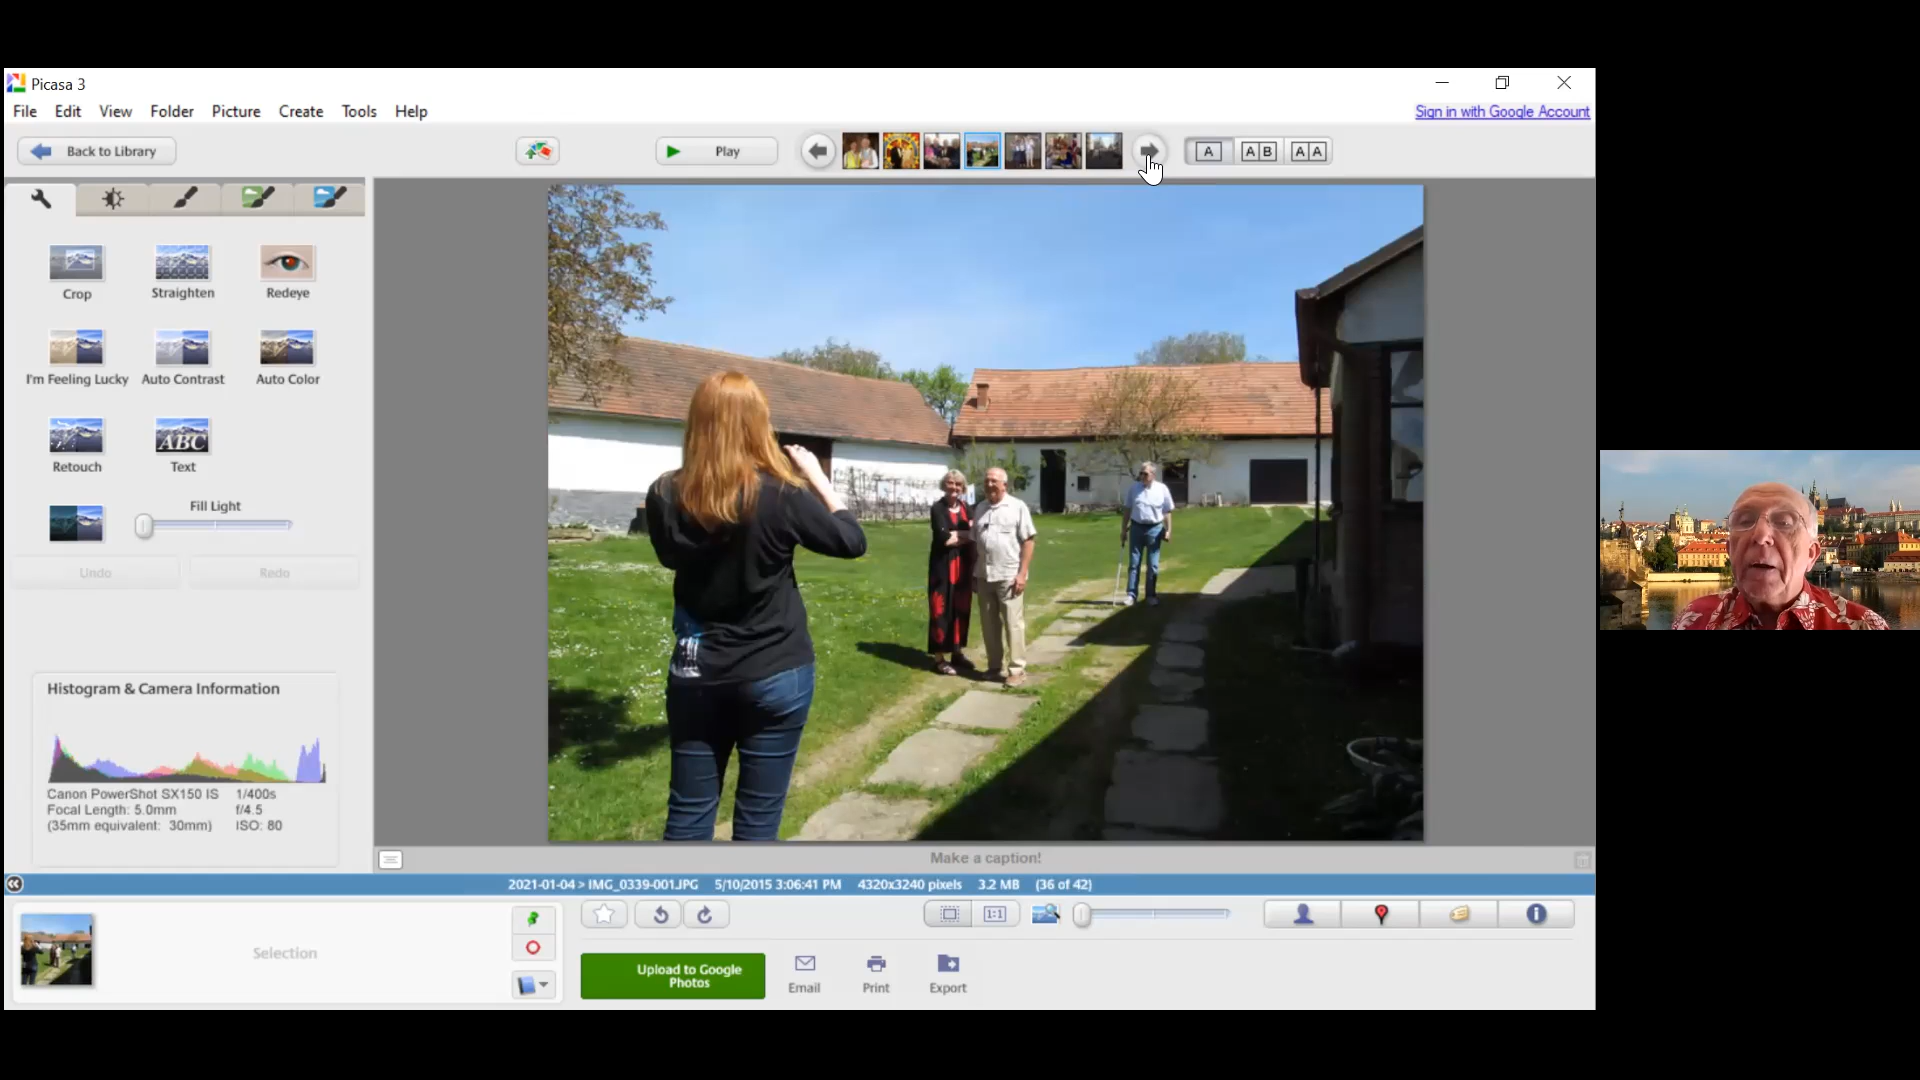 Picasa 3
File Edit View Folder Picture Create Tools Help
Sign in with Google Account
Back to Library
Play
A
A B
A A
Crop
Straighten
Redeye
I'm Feeling Lucky
Auto Contrast
Auto Color
Retouch
ABC
Text
Fill Light
Undo
Redo
Histogram & Camera Information
Canon PowerShot SX150 IS 1/400s
Focal Length: 5.0mm f/4.5
(35mm equivalent: 30mm) ISO: 80
Make a caption!
2021-01-04 > IMG_0339-001.JPG 5/10/2015 3:06:41 PM 4320x3240 pixels 3.2 MB (36 of 42)
1:1
Selection
Upload to Google
Photos
Email
Print
Export